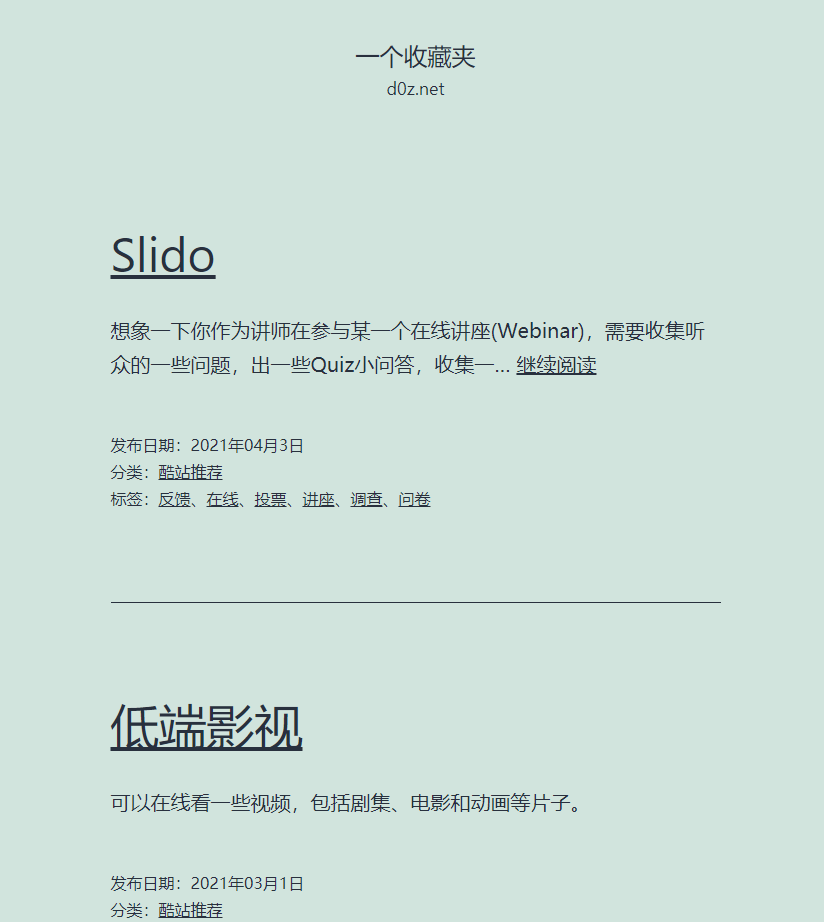 一个收藏夹
d0z.net
Slido
想象一下你作为讲师在参与某一个在线讲座(Webinar)，需要收集听
众的一些问题，出一些Quiz小问答，收集一... 继续阅读
发布日期：2021年04月3日
分类：酷站推荐
标签：反馈、在线、投票、讲座、调查、问卷
低端影视
可以在线看一些视频，包括剧集、电影和动画等片子。
发布日期：2021年03月1日
分类：酷站推荐